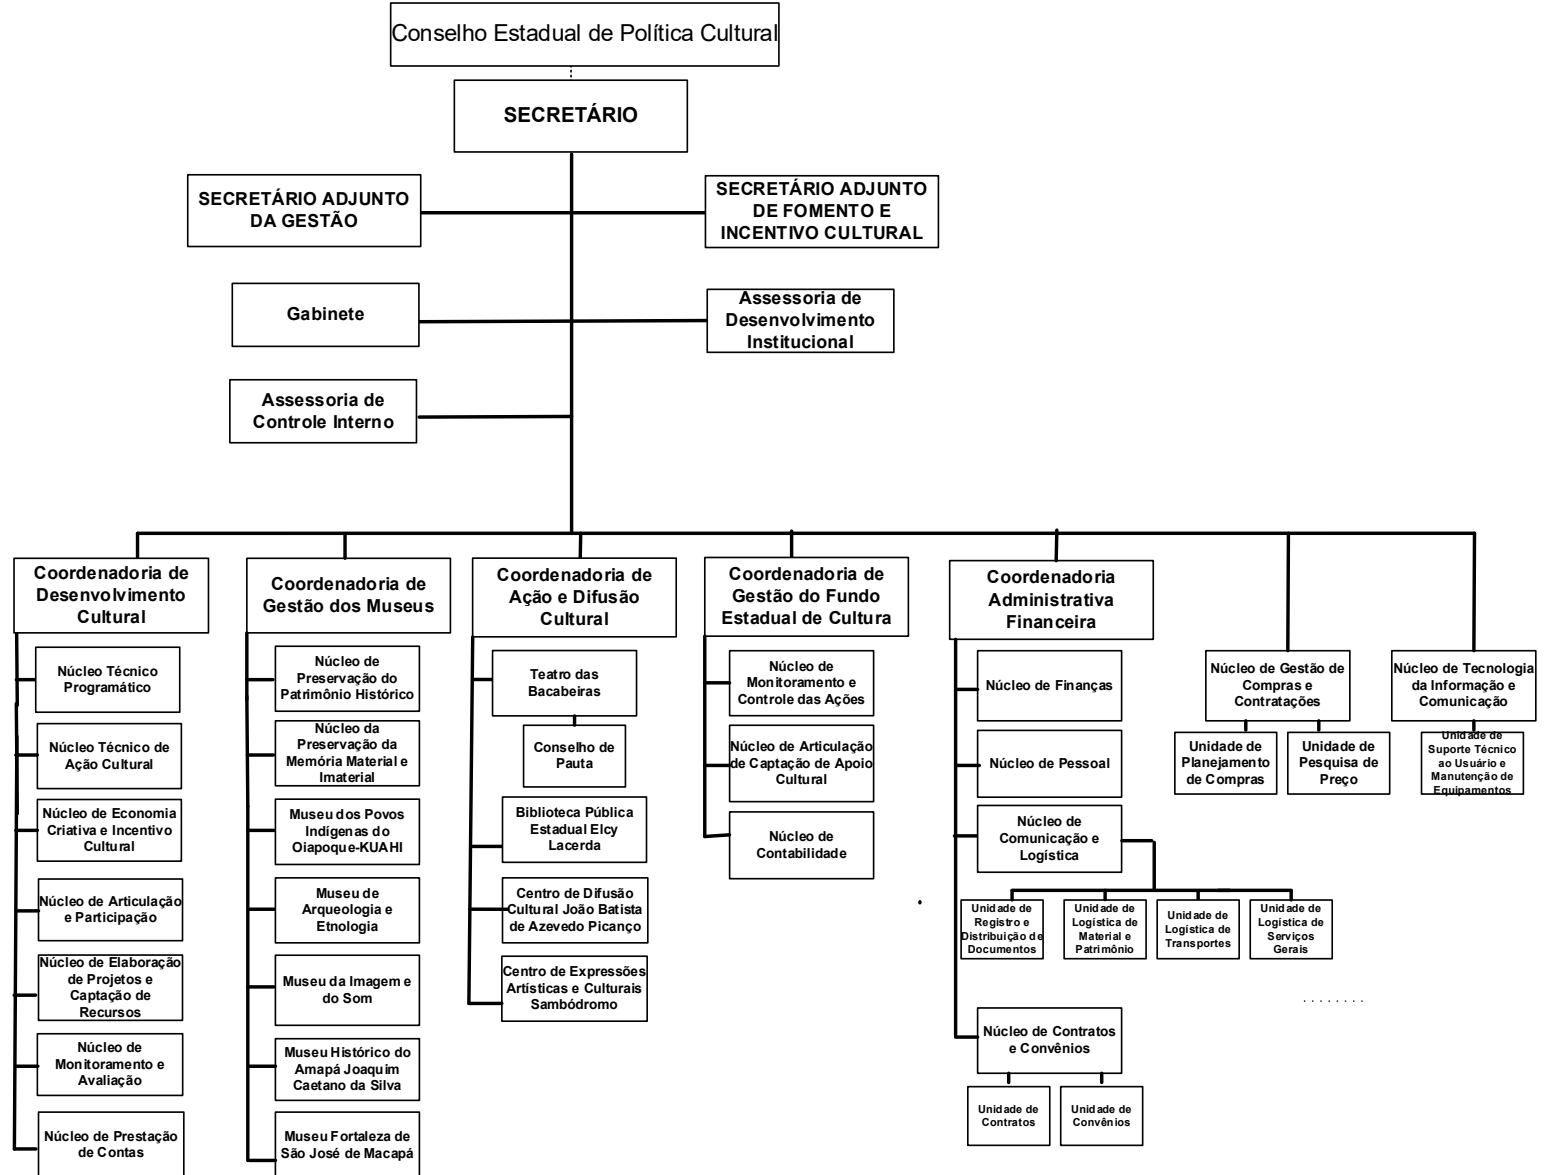 Conselho Estadual de Política Cultural
SECRETÁRIO
SECRETÁRIO ADJUNTO
DA GESTÃO
SECRETÁRIO ADJUNTO
DE FOMENTO E
INCENTIVO CULTURAL
Gabinete
Assessoria de
Desenvolvimento
Institucional
Assessoria de
Controle Interno
Coordenadoria de
Desenvolvimento
Cultural
Núcleo Técnico
Programático
Núcleo Técnico de
Ação Cultural
Núcleo de Economia
Criativa e Incentivo
Cultural
Núcleo de Articulação
e Participação
Núcleo de Elaboração
de Projetos e
Captação de
Recursos
Núcleo de
Monitoramento e
Avaliação
Núcleo de Prestação
de Contas
Coordenadoria de
Gestão dos Museus
Núcleo de
Preservação do
Patrimônio Histórico
Núcleo da
Preservação da
Memória Material e
Imaterial
Museu dos Povos
Indígenas do
Oiapoque-KUAHI
Museu de
Arqueologia e
Etnologia
Museu da Imagem e
do Som
Museu Histórico do
Amapá Joaquim
Caetano da Silva
Museu Fortaleza de
São José de Macapá
Coordenadoria de
Ação e Difusão
Cultural
Teatro das
Bacabeiras
Conselho de
Pauta
Biblioteca Pública
Estadual Elcy
Lacerda
Centro de Difusão
Cultural João Batista
de Azevedo Picanço
Centro de Expressões
Artísticas e Culturais
Sambódromo
Coordenadoria de
Gestão do Fundo
Estadual de Cultura
Núcleo de
Monitoramento e
Controle das Ações
Núcleo de Articulação
de Captação de Apoio
Cultural
Núcleo de
Contabilidade
Coordenadoria
Administrativa
Financeira
Núcleo de Finanças
Núcleo de Pessoal
Núcleo de
Comunicação e
Logística
Unidade de
Registro e
Distribuição de
Documentos
Unidade de
Logística de
Material e
Patrimônio
Unidade de
Logística de
Transportes
Unidade de
Logística de
Serviços
Gerais
Núcleo de Contratos
e Convênios
Unidade de
Contratos
Unidade de
Convênios
Núcleo de Gestão de
Compras e
Contratações
Unidade de
Planejamento
de Compras
Unidade de
Pesquisa de
Preço
Núcleo de Tecnologia
da Informação e
Comunicação
Unidade de
Suporte Técnico
ao Usuário e
Manutenção de
Equipamentos